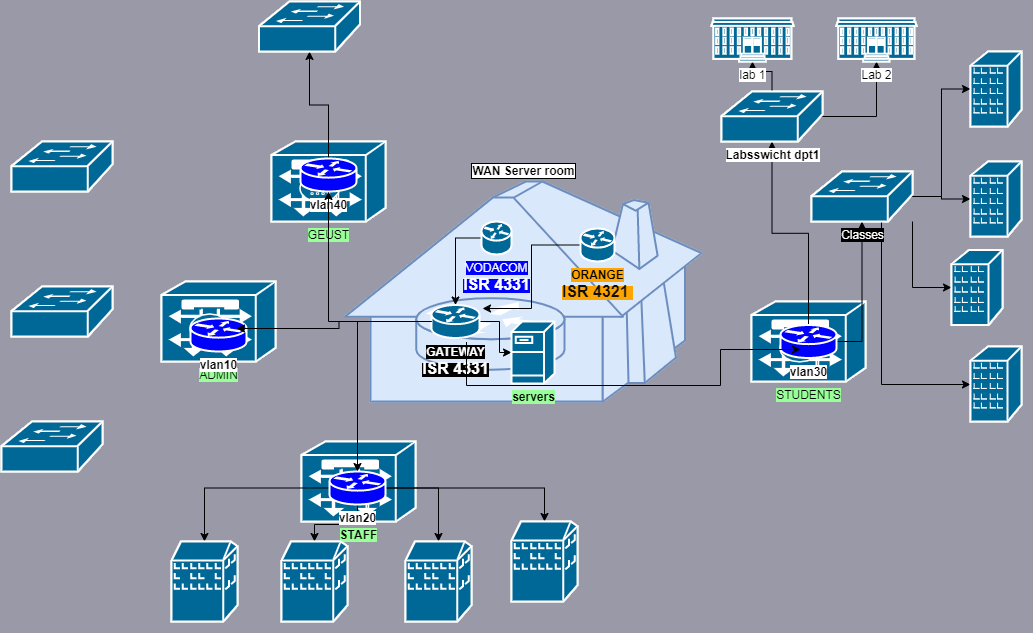 lab 1
Lab 2
Labsswicht dpt1
WAN Server room
vlan40
GEUST
Classes
VODACOM
ISR 4331
ORANGE
ISR 4321
GATEWAY
ISR 4331
servers
vlan10
ADMIN
vlan30
STUDENTS
vlan20
STAFF